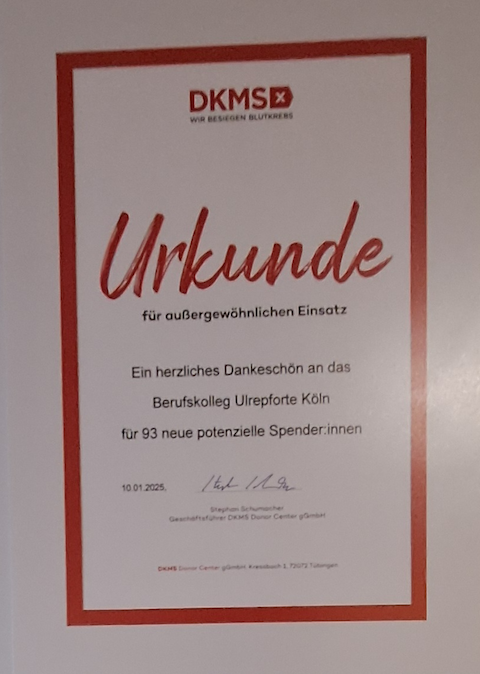 DKMS x
WIR BESIEGEN BLUTKREBS
Urkunde
für außergewöhnlichen Einsatz
Ein herzliches Dankeschön an das
Berufskolleg Ulrepforte Köln
für 93 neue potenzielle Spender:innen
10.01.2025,
Stephan Schumacher
Geschäftsführer DKMS Donor Center gGmbH
DKMS Donor Center gGmbH, Kressbach 1, 72072 Tübingen